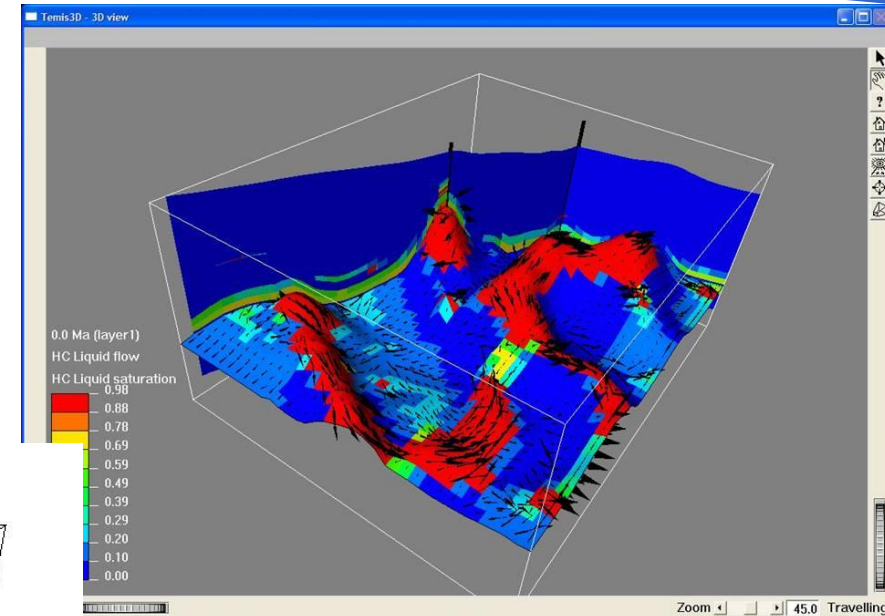 Temis3D - 3D view
?
0.0 Ma (layer1)
HC Liquid flow
HC Liquid saturation
0.98
0.88
0.78
0.69
0.59
0.49
0.39
0.29
0.20
0.10
0.00
Zoom
45.0
Travelling